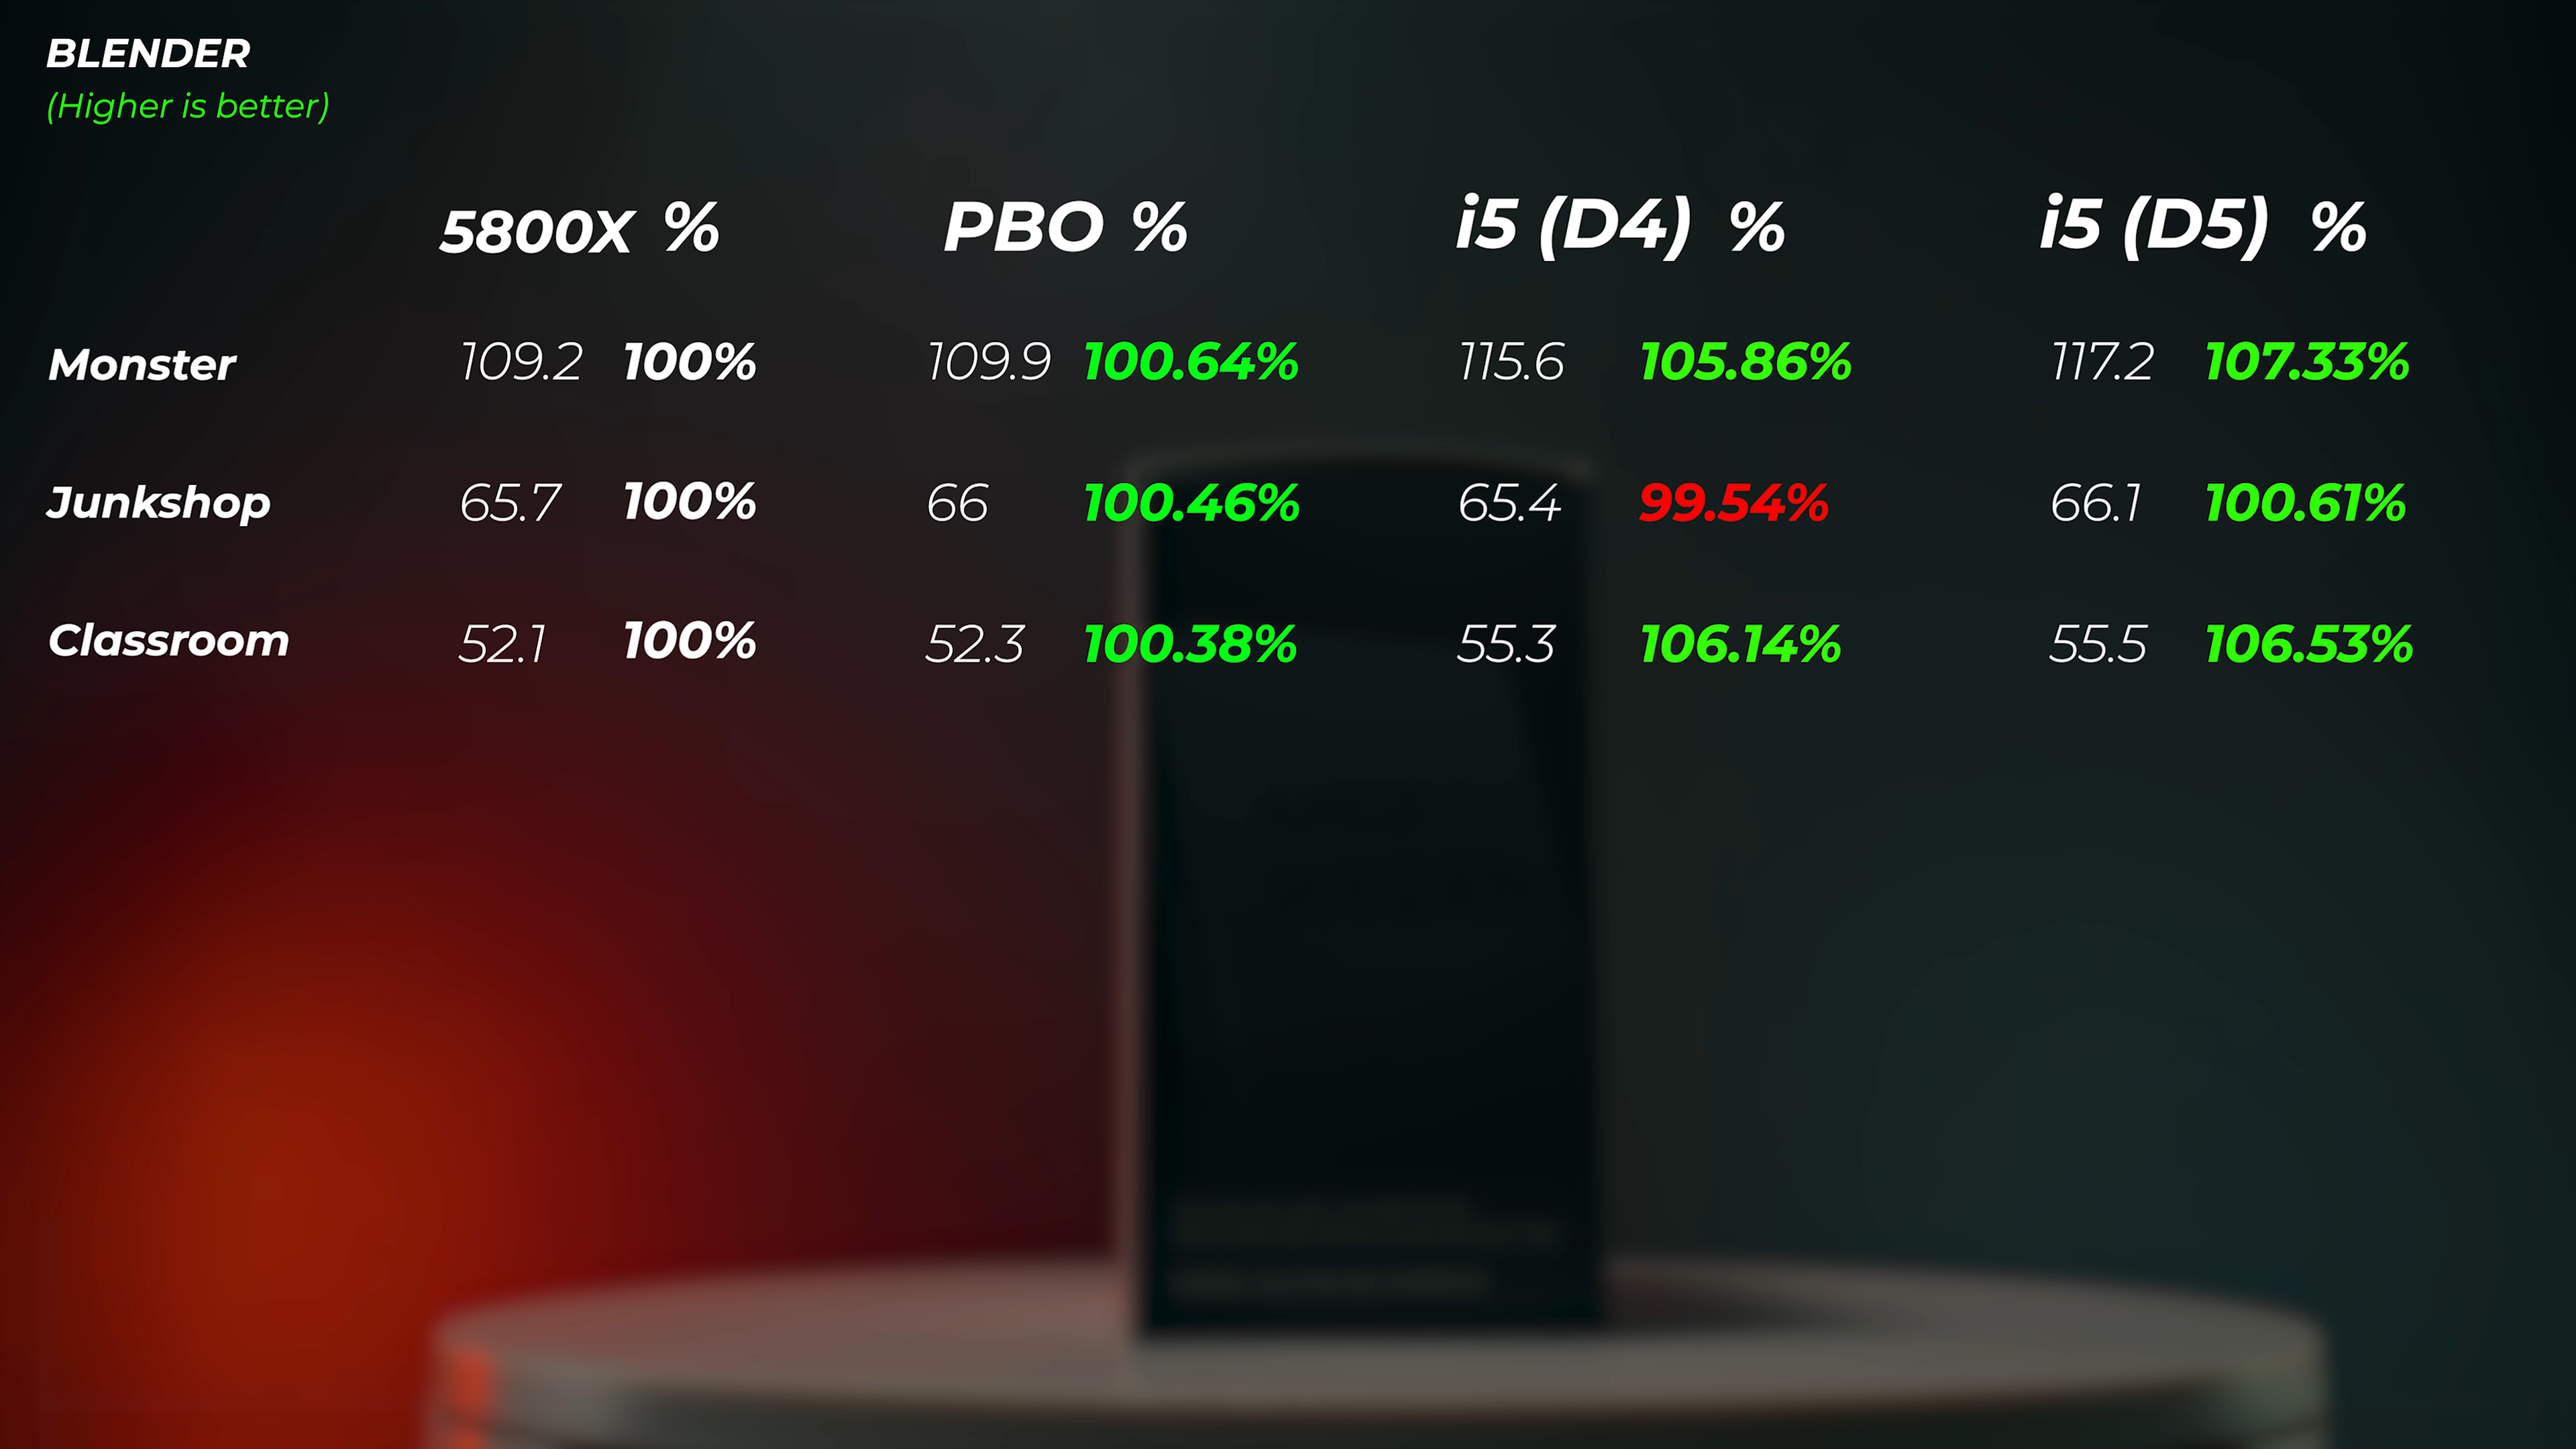 BLENDER
(Higher is better)
5800X % PBO % i5 (D4) % i5 (D5) %
Monster 109.2 100% 109.9 100.64% 115.6 105.86% 117.2 107.33%
Junkshop 65.7 100% 66 100.46% 65.4 99.54% 66.1 100.61%
Classroom 52.1 100% 52.3 100.38% 55.3 106.14% 55.5 106.53%